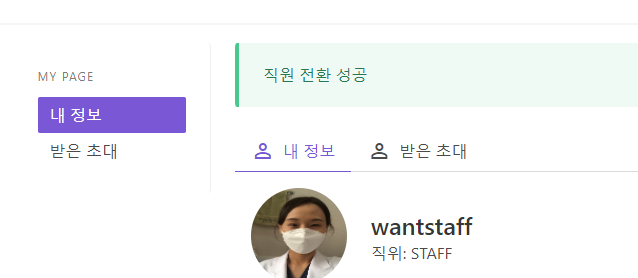 MY PAGE
내 정보
받은 초대
직원 전환 성공
내 정보
받은 초대
wantstaff
직위: STAFF